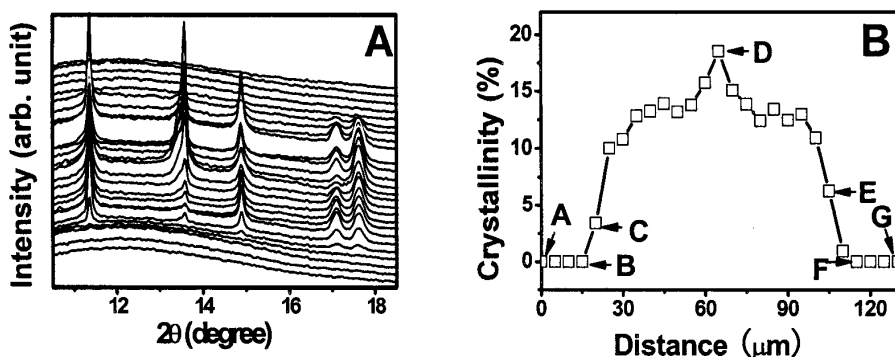 A
Intensity (arb. unit)
12 14 16 18
2θ (degree)
B
Crystallinity (%)
20
15
10
5
0
A
B
C
D
E
F
G
0 30 60 90 120
Distance (μm)